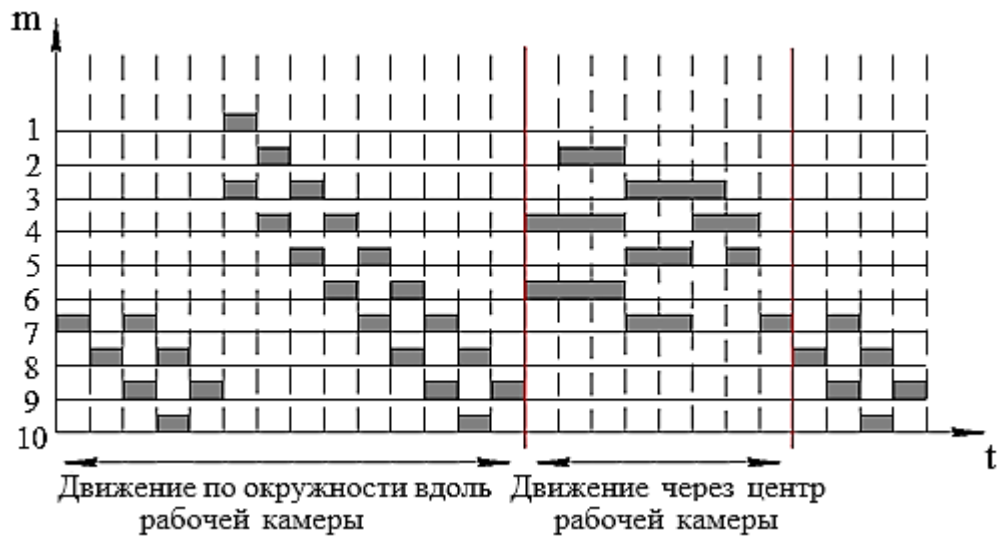 m
1
2
3
4
5
6
7
8
9
10
t
Движение по окружности вдоль
рабочей камеры
Движение через центр
рабочей камеры